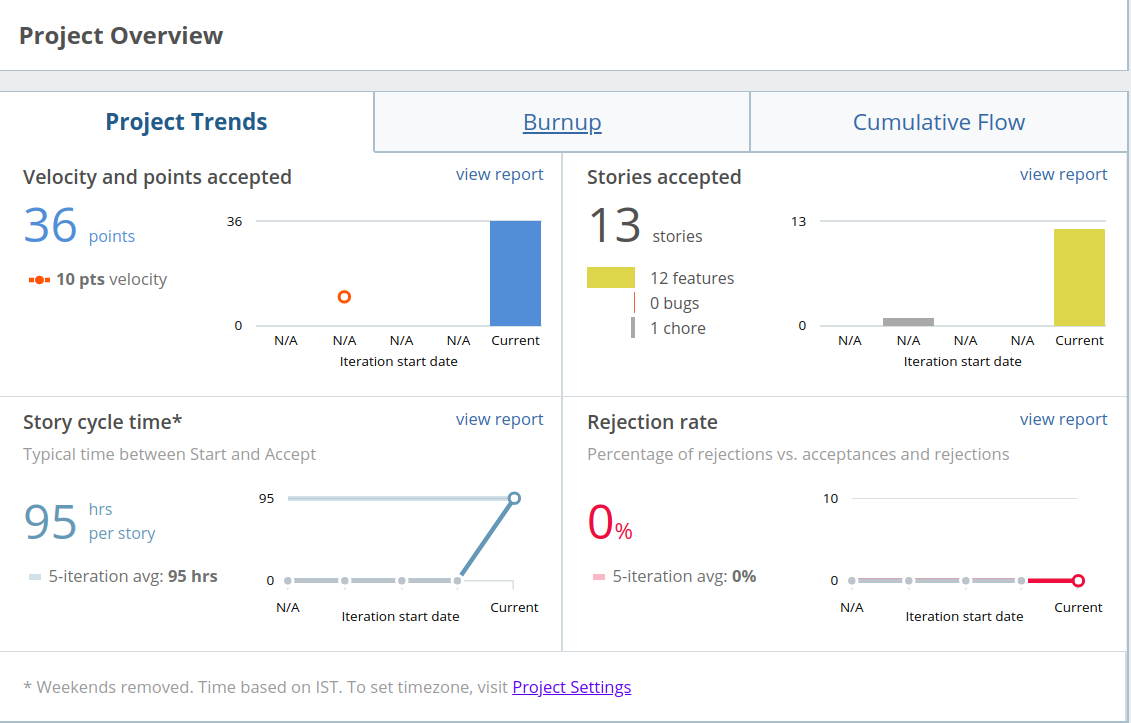 Project Overview
Project Trends
Burnup
Cumulative Flow
Velocity and points accepted
view report
36 points
10 pts velocity
36
0
N/A N/A N/A N/A Current
Iteration start date
Stories accepted
view report
13 stories
12 features
0 bugs
1 chore
13
0
N/A N/A N/A N/A Current
Iteration start date
Story cycle time*
view report
Typical time between Start and Accept
95 hrs
per story
5-iteration avg: 95 hrs
95
0
N/A Current
Iteration start date
Rejection rate
view report
Percentage of rejections vs. acceptances and rejections
0%
5-iteration avg: 0%
10
0
N/A Current
Iteration start date
* Weekends removed. Time based on IST. To set timezone, visit Project Settings